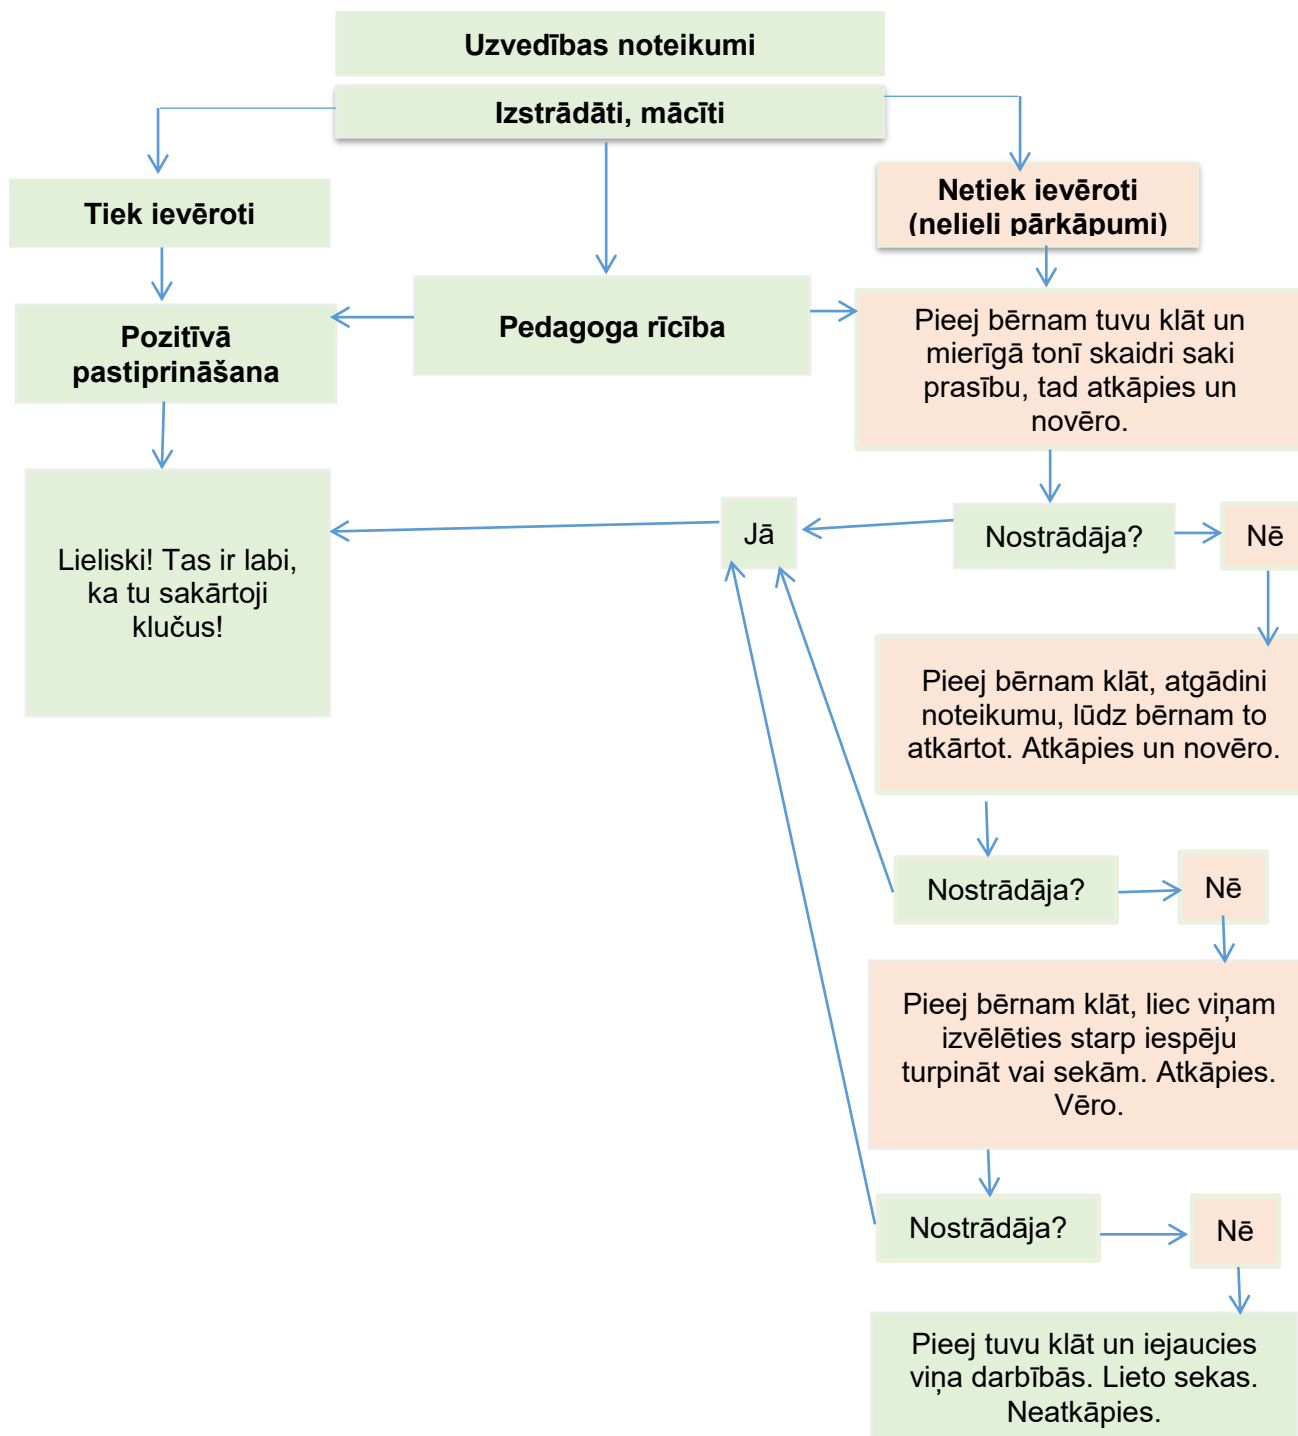 Uzvedības noteikumi
Izstrādāti, mācīti
Tiek ievēroti
Netiek ievēroti
(nelieli pārkāpumi)
Pozitīvā
pastiprināšana
Pedagoga rīcība
Pieej bērnam tuvu klāt un
mierīgā tonī skaidri saki
prasību, tad atkāpies un
novēro.
Lieliski! Tas ir labi,
ka tu sakārtoji
klučus!
Jā
Nostrādāja?
Nē
Pieej bērnam klāt, atgādini
noteikumu, lūdz bērnam to
atkārtot. Atkāpies un novēro.
Nostrādāja?
Nē
Pieej bērnam klāt, liec viņam
izvēlēties starp iespēju
turpināt vai sekām. Atkāpies.
Vēro.
Nostrādāja?
Nē
Pieej tuvu klāt un iejaucies
viņa darbībās. Lieto sekas.
Neatkāpies.